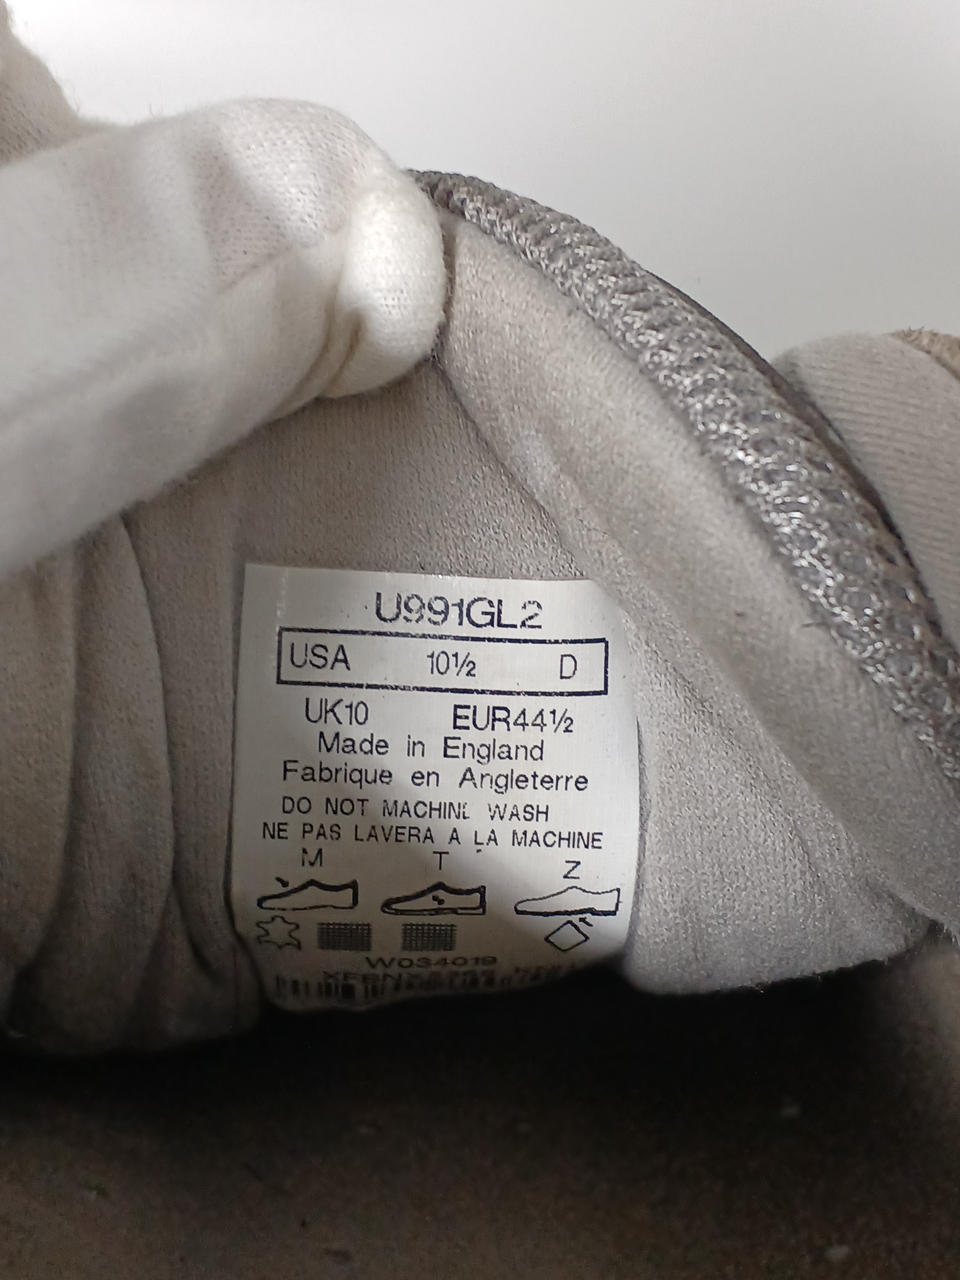 U991GL2
USA 10½ D
UK10 EUR44½
Made in England
Fabrique en Angleterre
DO NOT MACHINE WASH
NE PAS LAVERA A LA MACHINE
M T Z
W034019